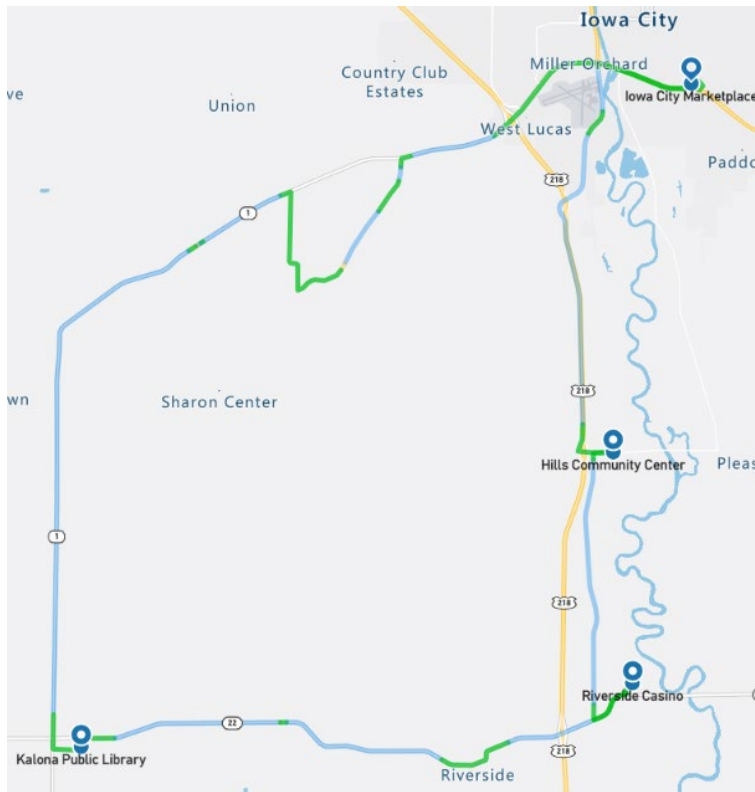 Iowa City
Miller Orchard
Country Club
Estates
ve
Union
Iowa City Marketplace
West Lucas
Paddo
218
1
218
wn
Sharon Center
Hills Community Center
Pleas
1
218
Riverside Casino
22
218
Kalona Public Library
Riverside